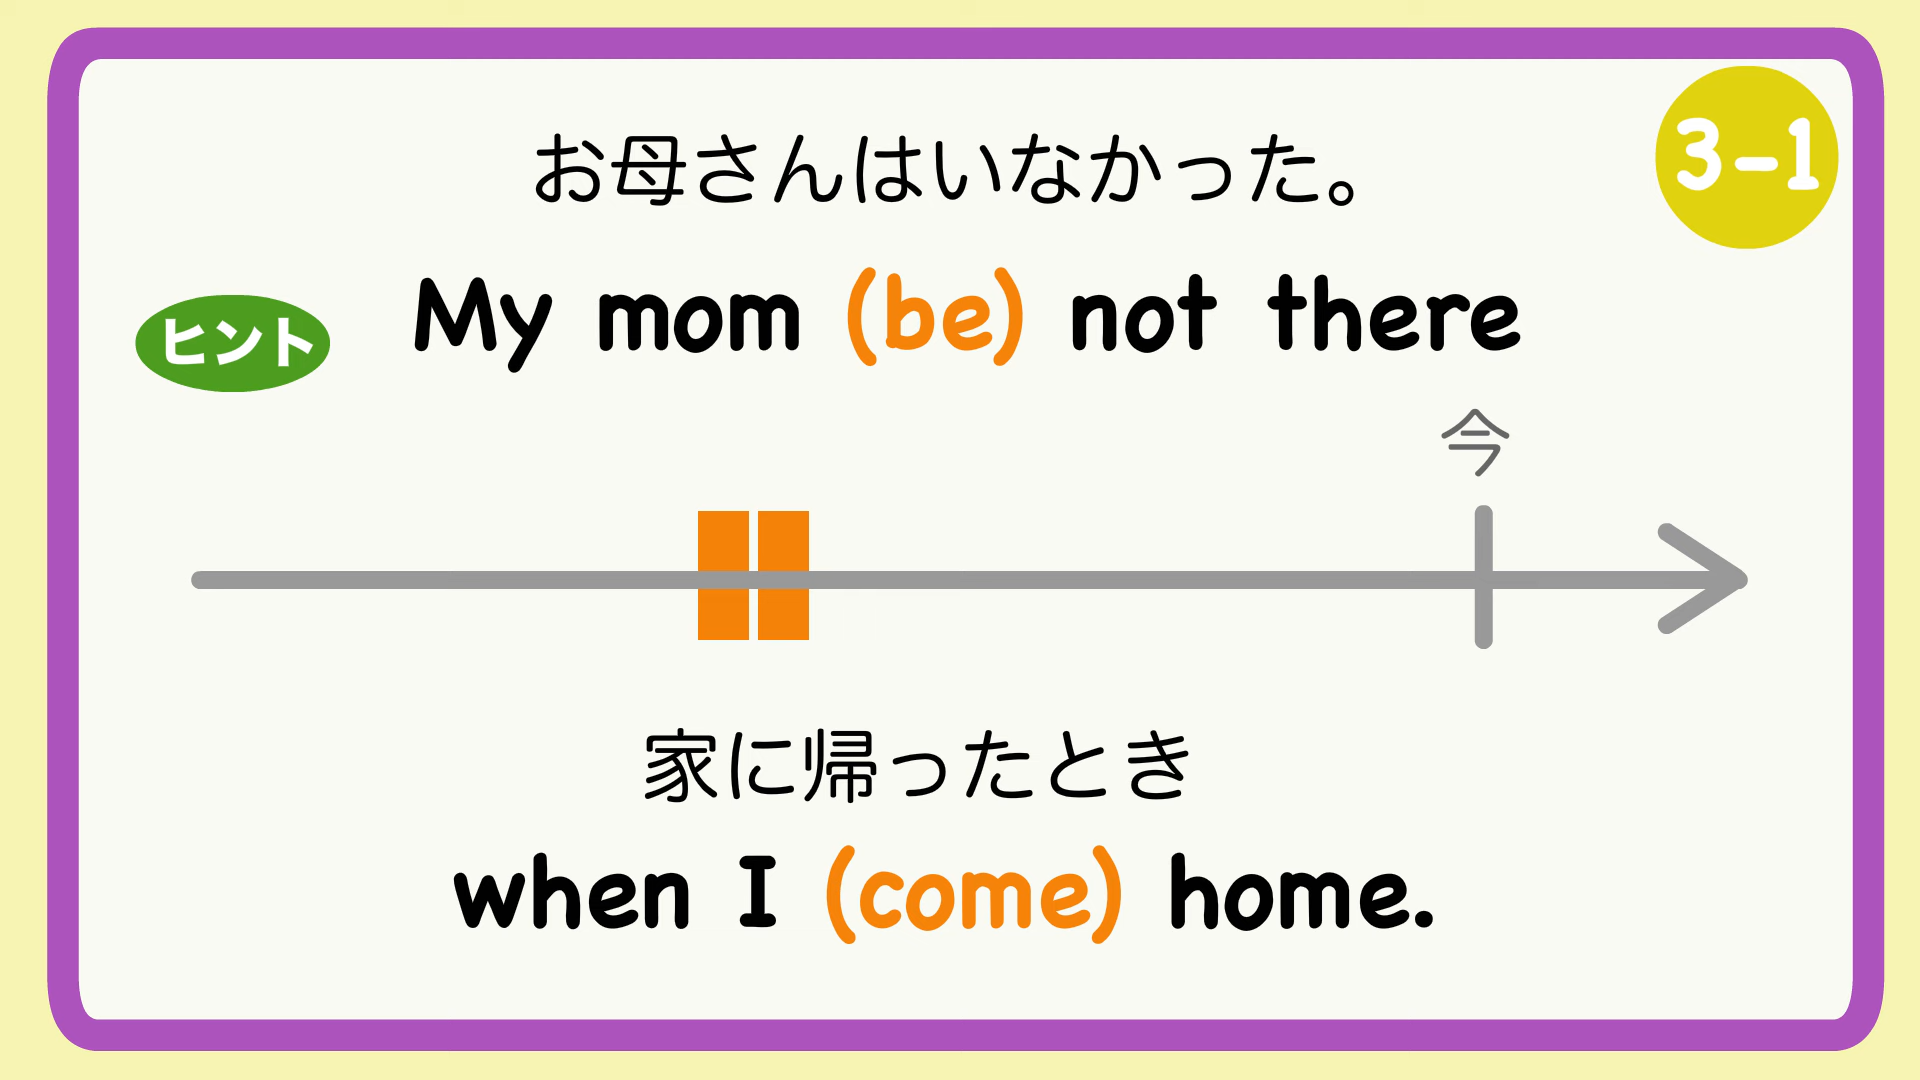 3-1
お母さんはいなかった。
ヒント
My mom (be) not there
今
家に帰ったとき
when I (come) home.